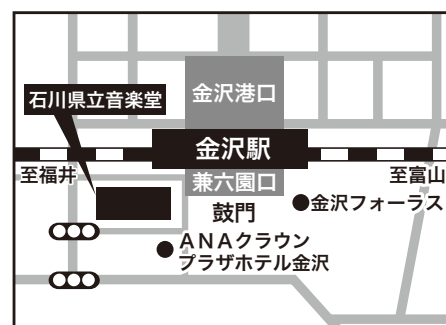 金沢港口
石川県立音楽堂
金沢駅
至福井
至富山
兼六園口
鼓門
金沢フォーラス
ANAクラウン
プラザホテル金沢